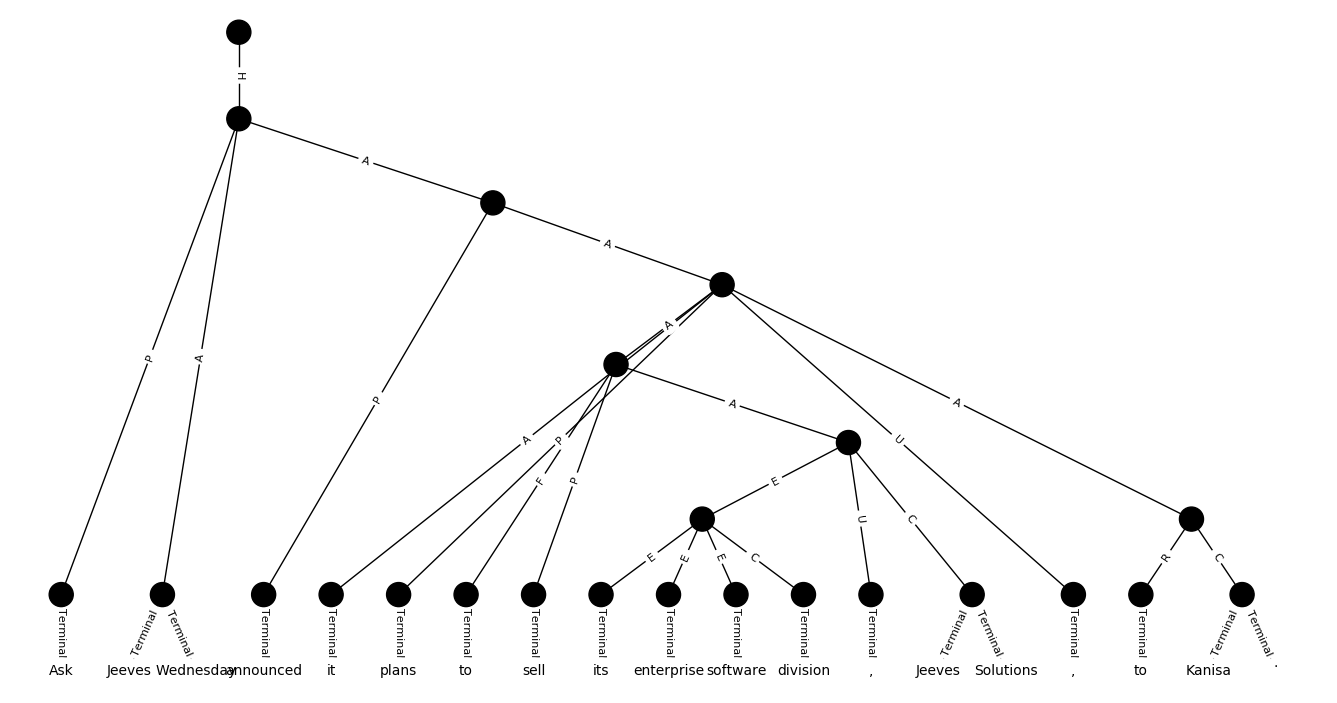 H
A
A
A
P
A
P
A
A
A
P
U
F
P
E
E
E
E
C
U
C
R
C
Terminal Terminal Terminal Terminal Terminal Terminal Terminal Terminal Terminal Terminal Terminal Terminal Terminal Terminal Terminal Terminal Terminal Terminal Terminal Terminal
Ask Jeeves Wednesday announced it plans to sell its enterprise software division , Jeeves Solutions , to Kanisa .